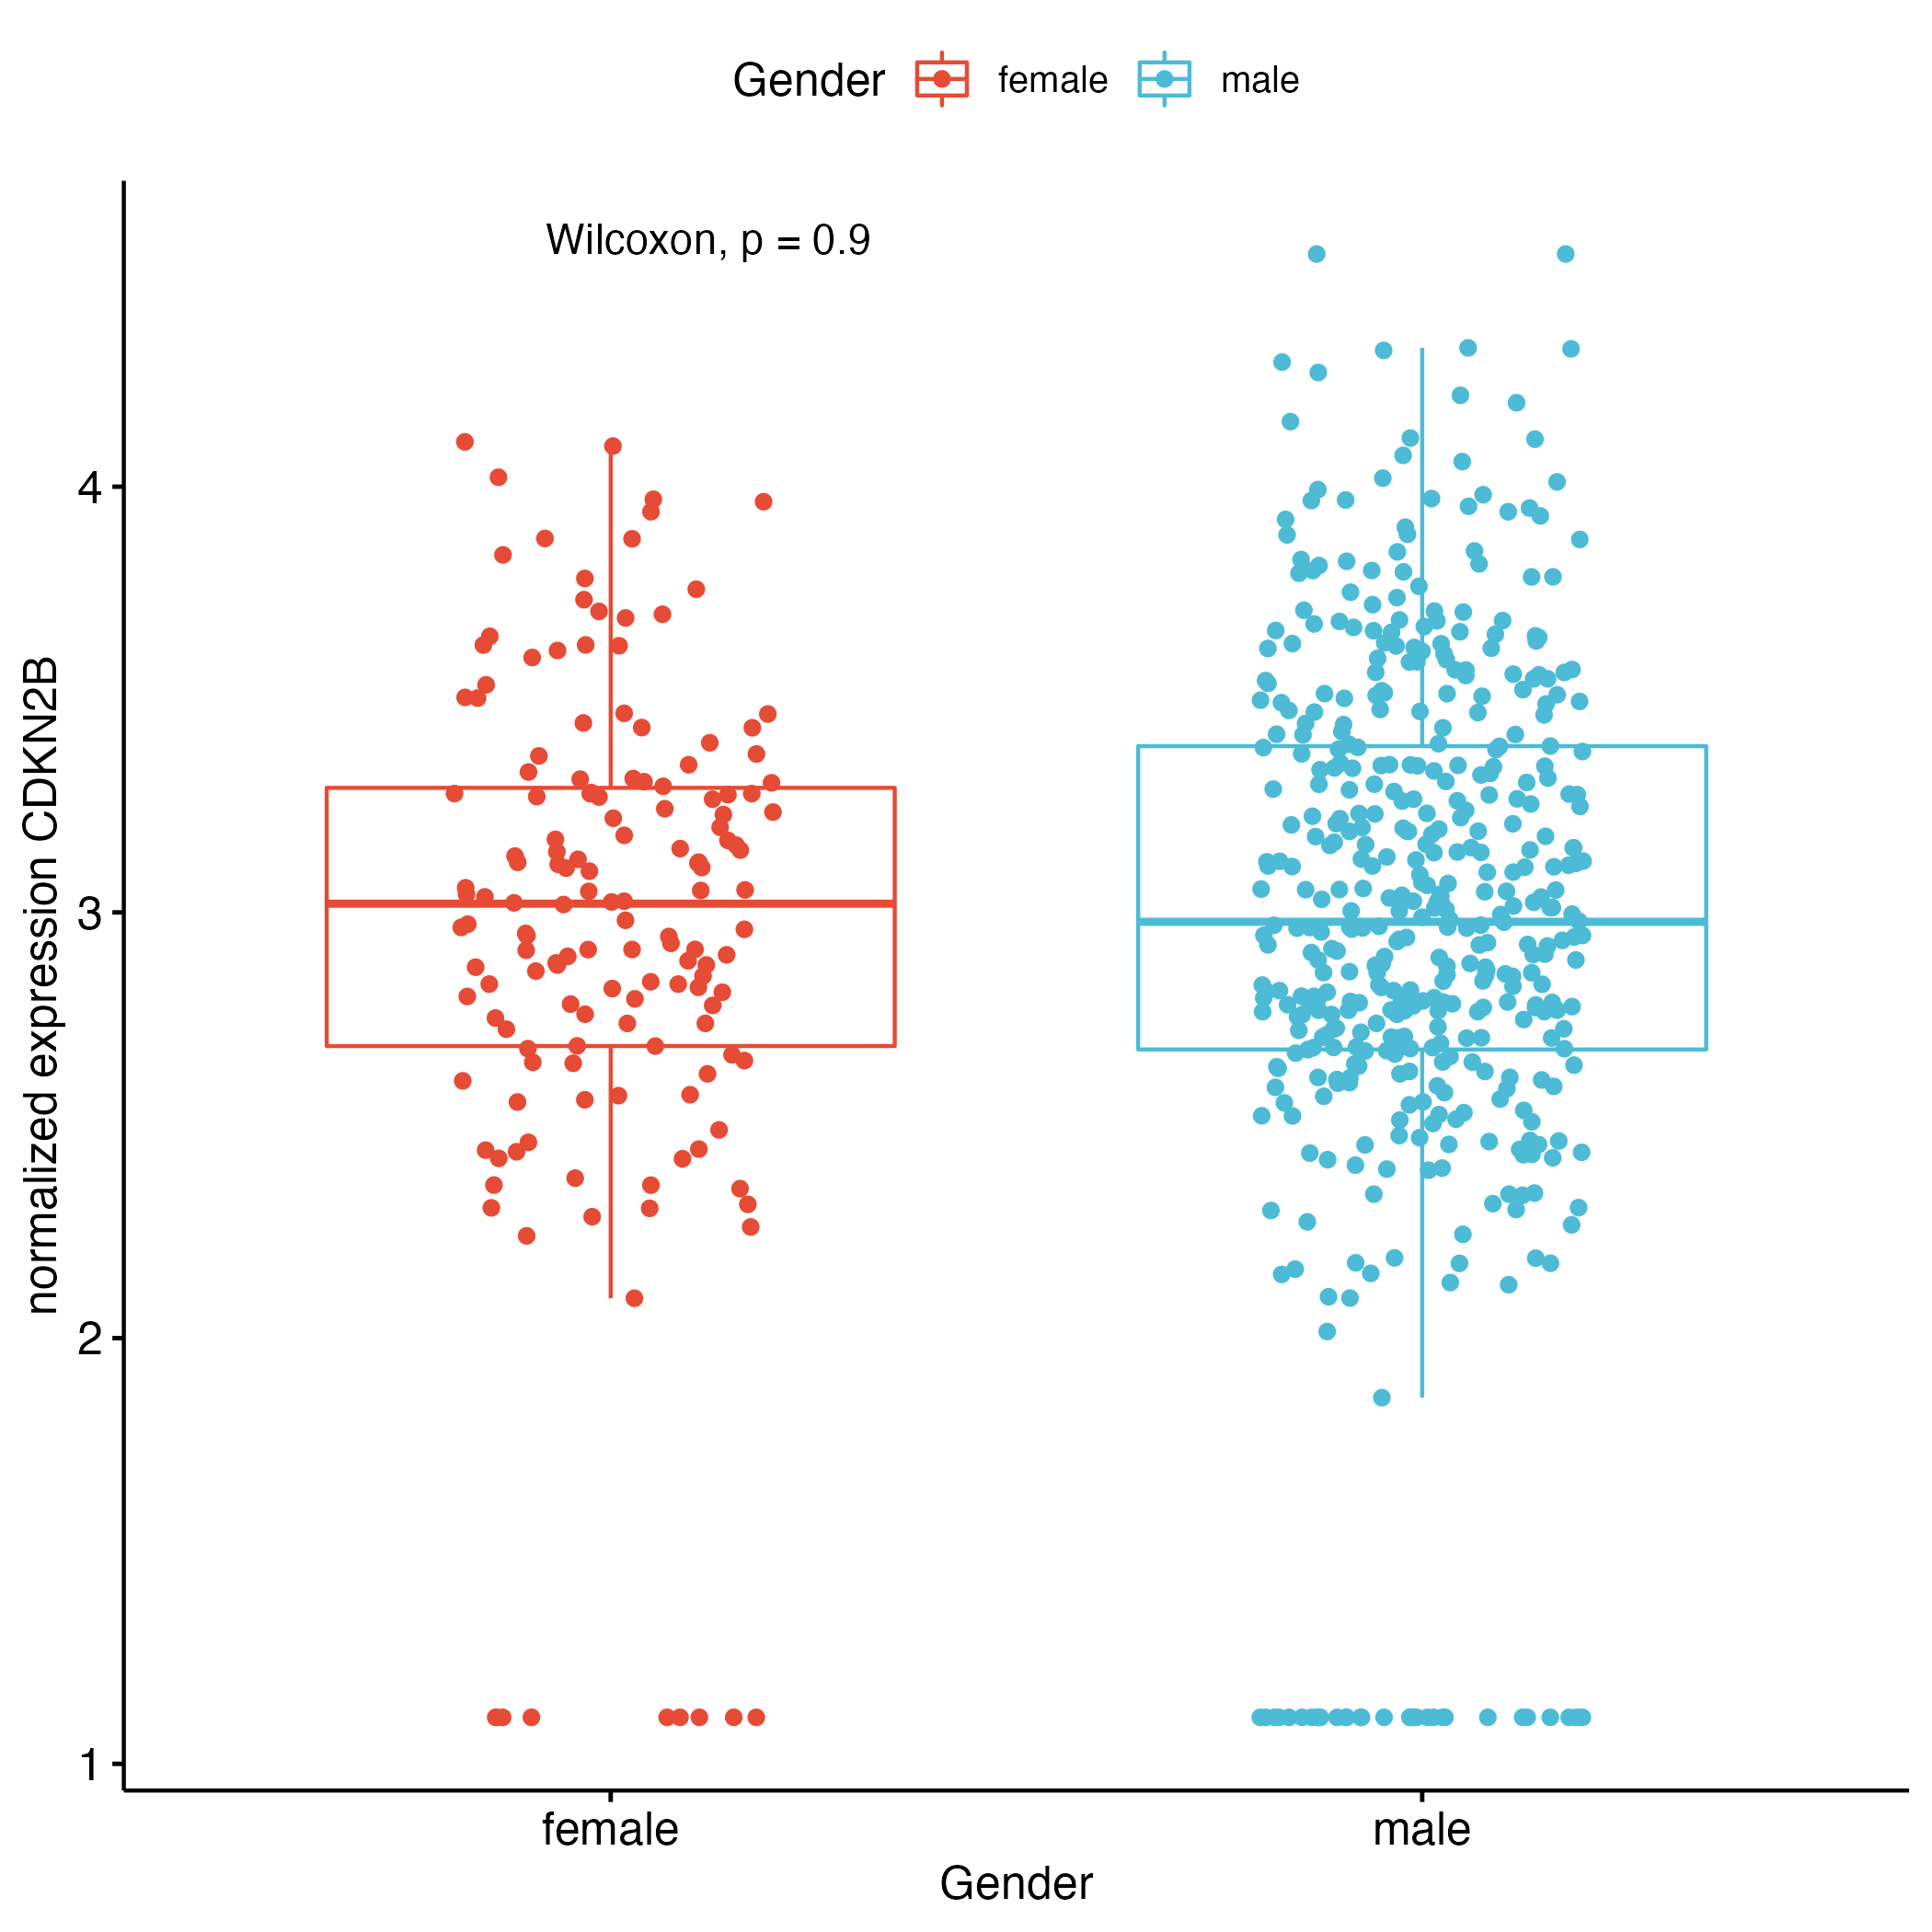 Gender female male
Wilcoxon, p = 0.9
normalized expression CDKN2B
4
3
2
1
female male
Gender